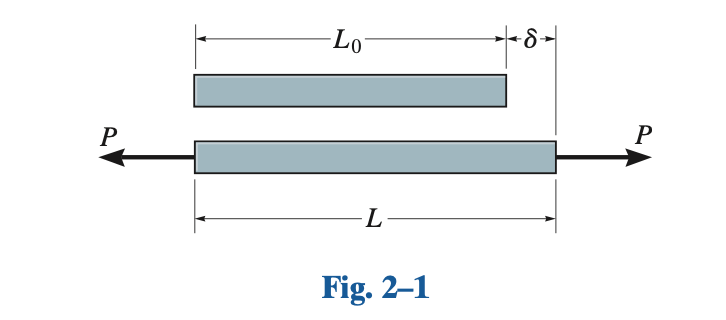 L₀ δ
P P
L
Fig. 2–1